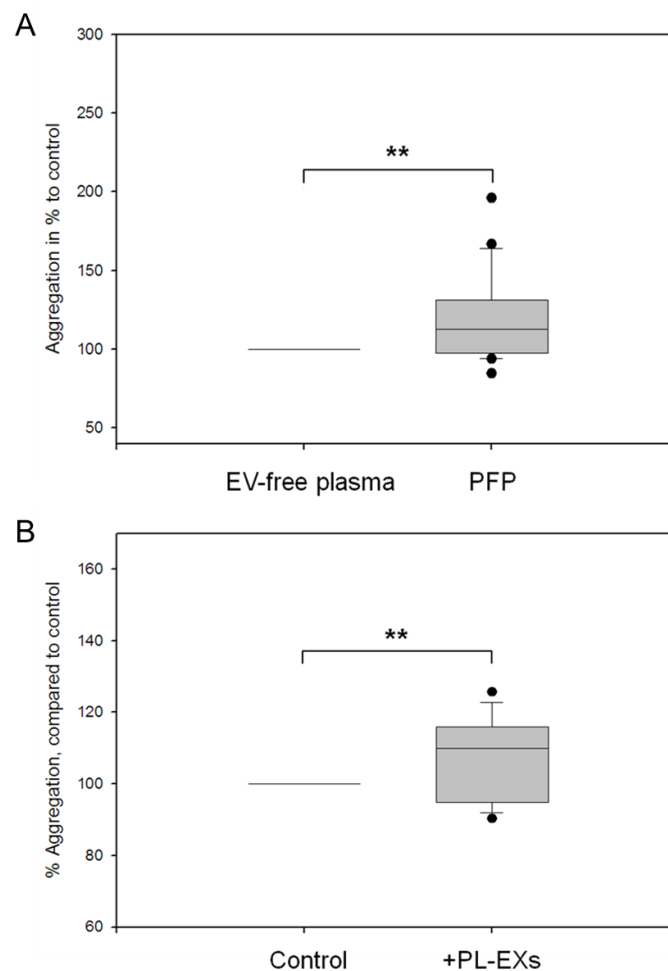 A
Aggregation in % to control
300
250
200
150
100
50
**
EV-free plasma PFP
B
% Aggregation, compared to control
160
140
120
100
80
60
**
Control +PL-EXs